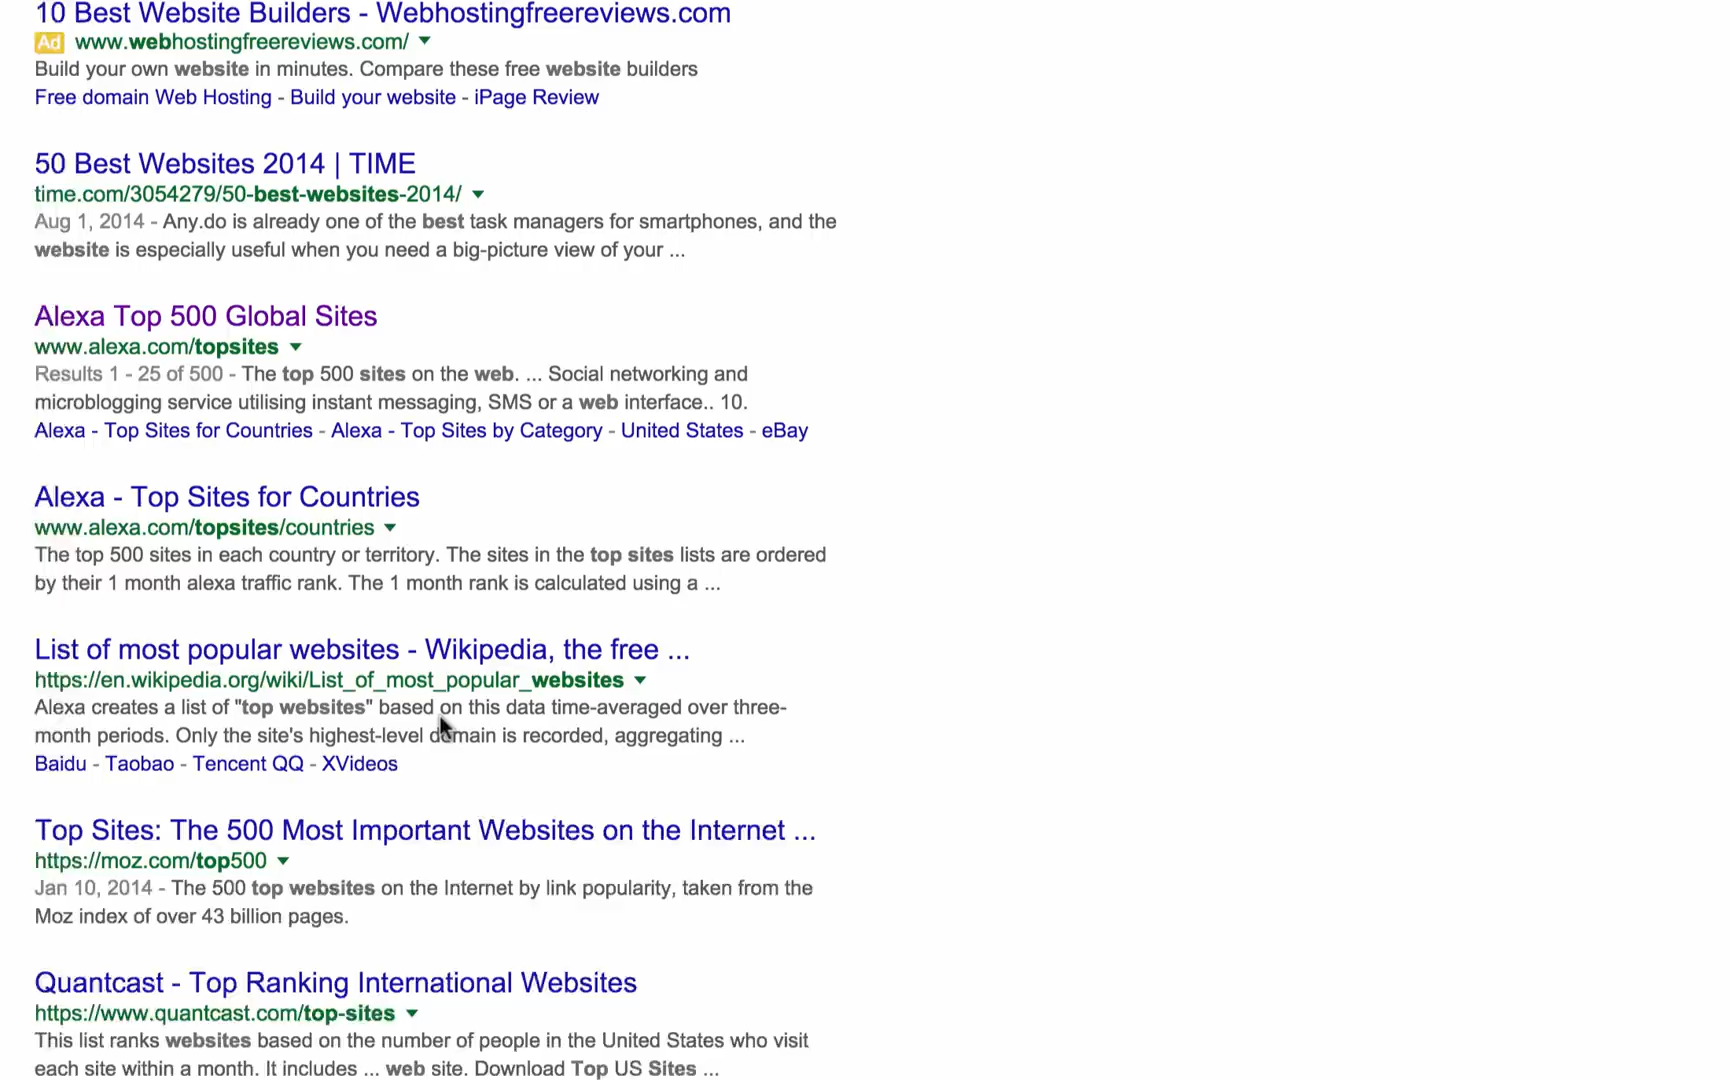 10 Best Website Builders - Webhostingfreereviews.com
Ad www.webhostingfreereviews.com/
Build your own website in minutes. Compare these free website builders
Free domain Web Hosting - Build your website - iPage Review
50 Best Websites 2014 | TIME
time.com/3054279/50-best-websites-2014/
Aug 1, 2014 - Any.do is already one of the best task managers for smartphones, and the
website is especially useful when you need a big-picture view of your ...
Alexa Top 500 Global Sites
www.alexa.com/topsites
Results 1 - 25 of 500 - The top 500 sites on the web. ... Social networking and
microblogging service utilising instant messaging, SMS or a web interface.. 10.
Alexa - Top Sites for Countries - Alexa - Top Sites by Category - United States - eBay
Alexa - Top Sites for Countries
www.alexa.com/topsites/countries
The top 500 sites in each country or territory. The sites in the top sites lists are ordered
by their 1 month alexa traffic rank. The 1 month rank is calculated using a ...
List of most popular websites - Wikipedia, the free ...
https://en.wikipedia.org/wiki/List_of_most_popular_websites
Alexa creates a list of "top websites" based on this data time-averaged over three-
month periods. Only the site's highest-level domain is recorded, aggregating ...
Baidu - Taobao - Tencent QQ - XVideos
Top Sites: The 500 Most Important Websites on the Internet ...
https://moz.com/top500
Jan 10, 2014 - The 500 top websites on the Internet by link popularity, taken from the
Moz index of over 43 billion pages.
Quantcast - Top Ranking International Websites
https://www.quantcast.com/top-sites
This list ranks websites based on the number of people in the United States who visit
each site within a month. It includes ... web site. Download Top US Sites ...